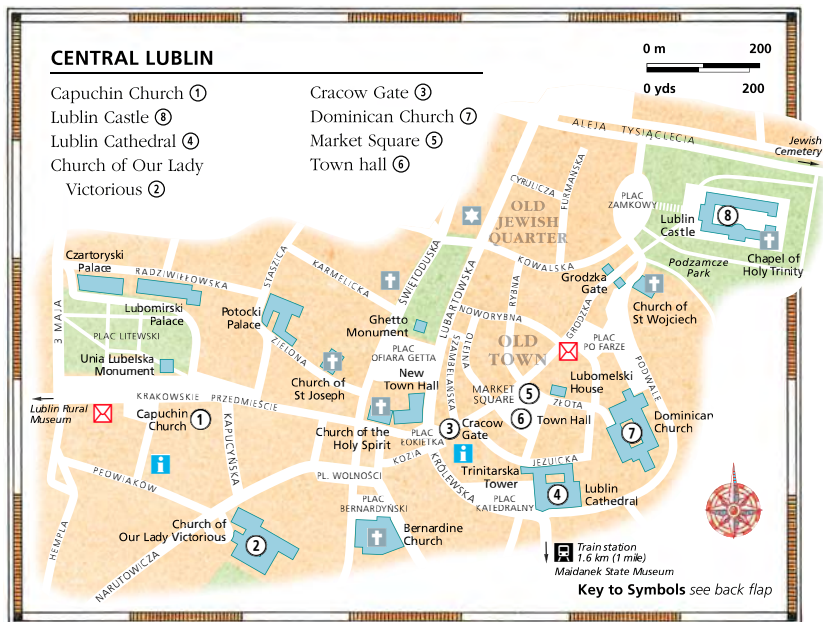 CENTRAL LUBLIN
Capuchin Church 1
Lublin Castle 8
Lublin Cathedral 4
Church of Our Lady
Victorious 2
Cracow Gate 3
Dominican Church 7
Market Square 5
Town hall 6
0 m 200
0 yds 200
ALEJA TYSIĄCLECIA
Jewish
Cemetery
CYRULICZA
FURMAŃSKA
PLAC
ZAMKOWY
OLD
JEWISH
QUARTER
Lublin
Castle
8
Chapel of
Holy Trinity
Podzamcze
Park
Czartoryski
Palace
RADZIWIŁŁOWSKA
STASZICA
KARMELICKA
ŚWIĘTODUSKA
LUBARTOWSKA
KOWALSKA
Grodzka
Gate
Church of
St Wojciech
3 MAJA
Lubomirski
Palace
Potocki
Palace
PLAC LITEWSKI
Ghetto
Monument
NOWORYBNA
RYBNA
GRODZKA
OLEJNA
SZAMBELAŃSKA
OLD
TOWN
PLAC
PO FARZE
Unia Lubelska
Monument
ZIELONA
PLAC
OFIARA GETTA
Church of
St Joseph
New
Town Hall
Lubomelski
House
PODWALE
KRAKOWSKIE PRZEDMIEŚCIE
MARKET
SQUARE
5
ZŁOTA
Lublin Rural
Museum
Capuchin
Church
1
KAPUCYŃSKA
Church of the
Holy Spirit
PLAC
ŁOKIETKA
3
Cracow
Gate
6
Town Hall
7
Dominican
Church
i
i
KOZIA
KRÓLEWSKA
JEZUICKA
PEOWIAKÓW
PL. WOLNOŚCI
Trinitarska
Tower
4
Lublin
Cathedral
PLAC
BERNARDYŃSKI
PLAC
KATEDRALNY
HEMPLA
Church of
Our Lady Victorious
2
Bernardine
Church
NARUTOWICZA
Train station
1.6 km (1 mile)
Majdanek State Museum
Key to Symbols see back flap